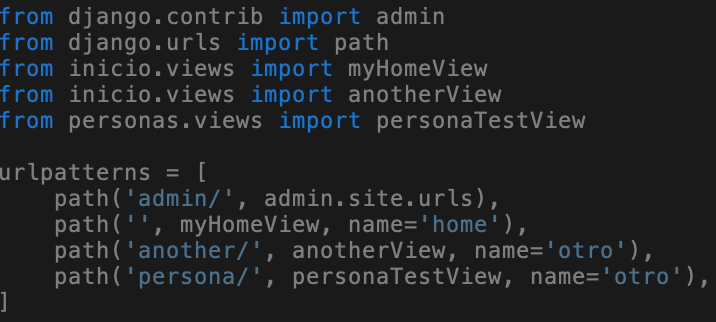 from django.contrib import admin
from django.urls import path
from inicio.views import myHomeView
from inicio.views import anotherView
from personas.views import personaTestView

urlpatterns = [
    path('admin/', admin.site.urls),
    path('', myHomeView, name='home'),
    path('another/', anotherView, name='otro'),
    path('persona/', personaTestView, name='otro'),
]